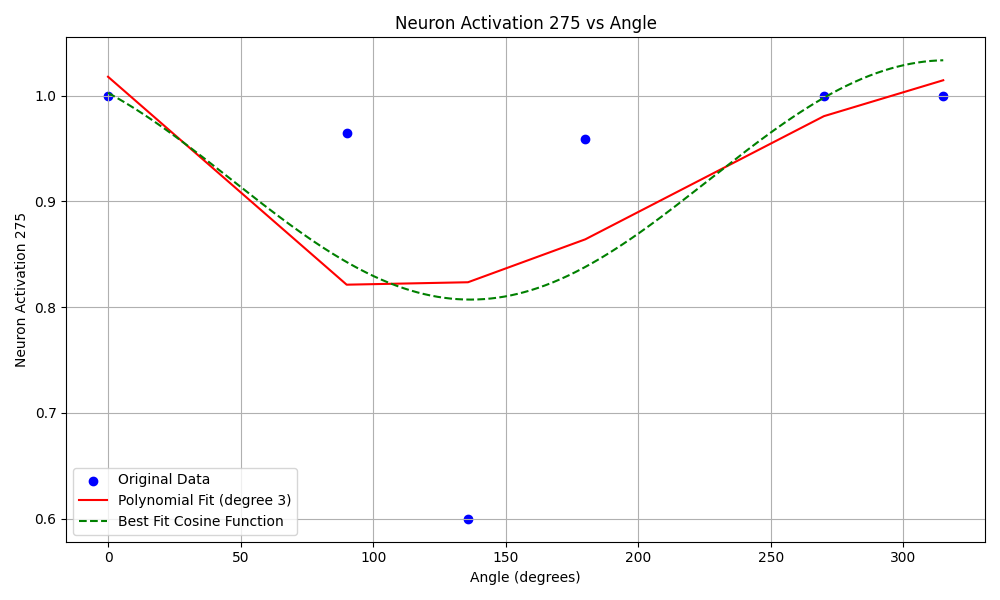 Neuron Activation 275 vs Angle
Neuron Activation 275
1.0
0.9
0.8
0.7
0.6
Original Data
Polynomial Fit (degree 3)
Best Fit Cosine Function
0
50
100
150
200
250
300
Angle (degrees)